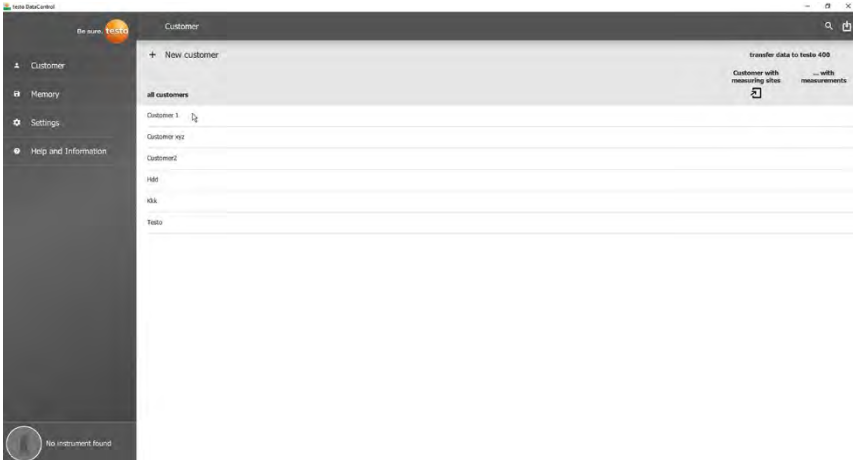 testo DataControl
Be sure. testo
Customer
Customer
Memory
Settings
Help and Information
No instrument found
+ New customer
transfer data to testo 400
Customer with
measuring sites
... with
measurements
all customers
Customer 1
Customer xyz
Customer2
Hdd
Kkk
Testo